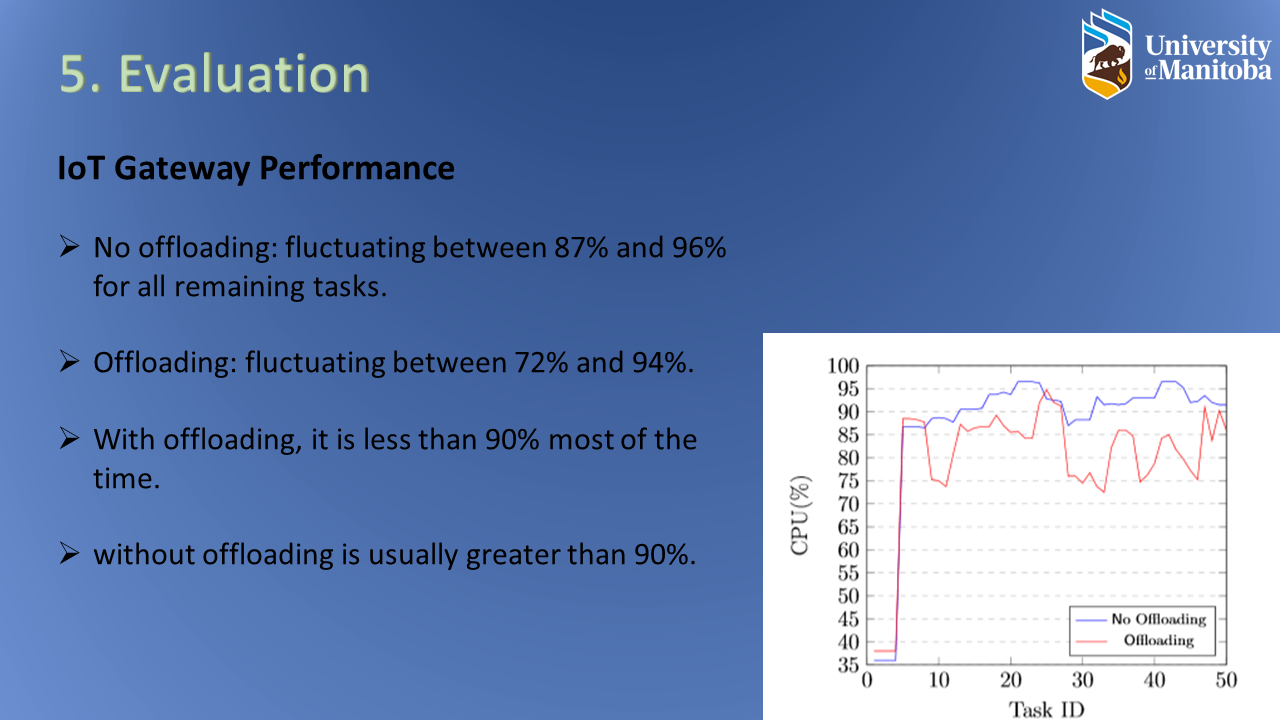 5. Evaluation
University
of Manitoba
IoT Gateway Performance
➢ No offloading: fluctuating between 87% and 96%
for all remaining tasks.
➢ Offloading: fluctuating between 72% and 94%.
➢ With offloading, it is less than 90% most of the
time.
➢ without offloading is usually greater than 90%.
100
95
90
85
80
75
70
65
60
55
50
45
40
35
CPU(%)
No Offloading
Offloading
0 10 20 30 40 50
Task ID